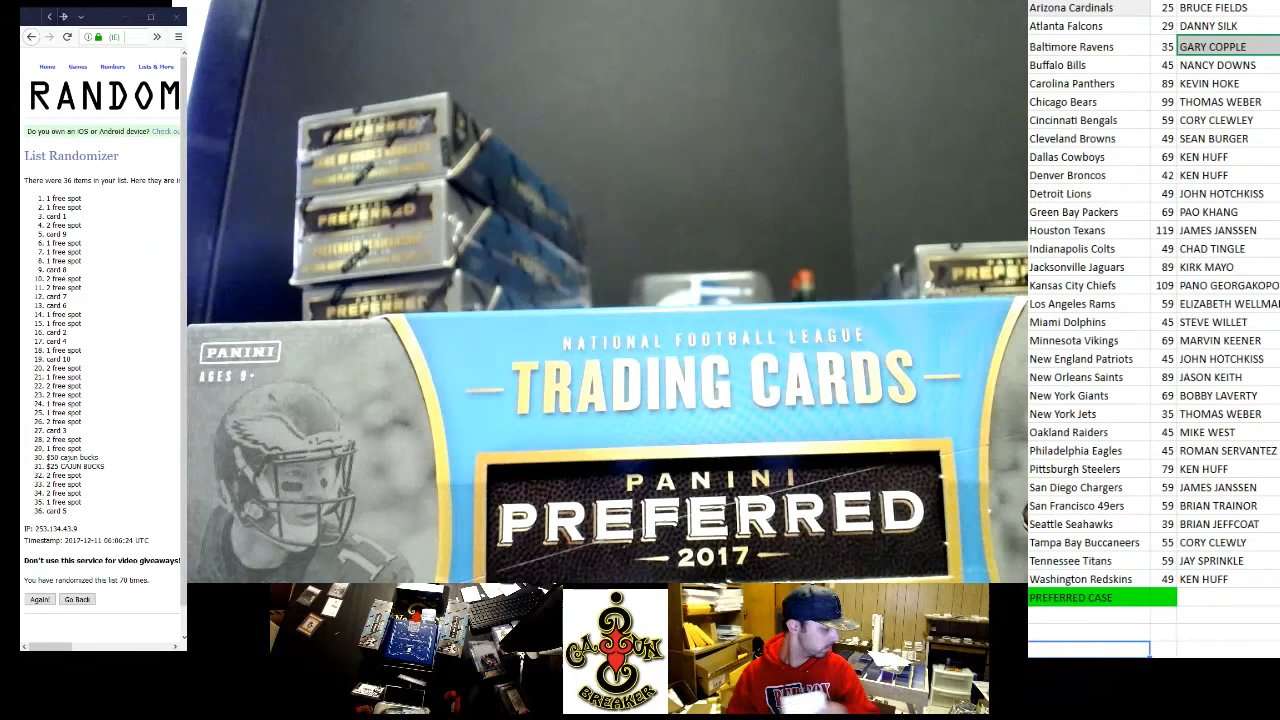 (IE)
Home Games Numbers Lists & More
RANDOM
Do you own an iOS or Android device? Check ou
List Randomizer
There were 36 items in your list. Here they are i
1. 1 free spot
2. 1 free spot
3. card 1
4. 2 free spot
5. card 9
6. 1 free spot
7. 1 free spot
8. 1 free spot
9. card 8
10. 2 free spot
11. 2 free spot
12. card 7
13. card 6
14. 1 free spot
15. 1 free spot
16. card 2
17. card 4
18. 1 free spot
19. card 10
20. 2 free spot
21. 1 free spot
22. 2 free spot
23. 2 free spot
24. 1 free spot
25. 1 free spot
26. 2 free spot
27. card 3
28. 2 free spot
29. 1 free spot
30. $50 cajun bucks
31. $25 CAJUN BUCKS
32. 2 free spot
33. 2 free spot
34. 2 free spot
35. 1 free spot
36. card 5
IP: 253.134.43.9
Timestamp: 2017-12-11 06:06:24 UTC
Don't use this service for video giveaways!
You have randomized this list 70 times.
Again! Go Back
PREFERRED
PREFERRED
PANINI
PREFERRED
PANINI
AGES 9+
NATIONAL FOOTBALL LEAGUE
TRADING CARDS
PANINI
PREFERRED
2017
CAJUN
BREAKER
Arizona Cardinals 25 BRUCE FIELDS
Atlanta Falcons 29 DANNY SILK
Baltimore Ravens 35 GARY COPPLE
Buffalo Bills 45 NANCY DOWNS
Carolina Panthers 89 KEVIN HOKE
Chicago Bears 99 THOMAS WEBER
Cincinnati Bengals 59 CORY CLEWLEY
Cleveland Browns 49 SEAN BURGER
Dallas Cowboys 69 KEN HUFF
Denver Broncos 42 KEN HUFF
Detroit Lions 49 JOHN HOTCHKISS
Green Bay Packers 69 PAO KHANG
Houston Texans 119 JAMES JANSSEN
Indianapolis Colts 49 CHAD TINGLE
Jacksonville Jaguars 89 KIRK MAYO
Kansas City Chiefs 109 PANO GEORGAKOPO
Los Angeles Rams 59 ELIZABETH WELLMA
Miami Dolphins 45 STEVE WILLET
Minnesota Vikings 69 MARVIN KEENER
New England Patriots 45 JOHN HOTCHKISS
New Orleans Saints 89 JASON KEITH
New York Giants 69 BOBBY LAVERTY
New York Jets 35 THOMAS WEBER
Oakland Raiders 45 MIKE WEST
Philadelphia Eagles 45 ROMAN SERVANTEZ
Pittsburgh Steelers 79 KEN HUFF
San Diego Chargers 59 JAMES JANSSEN
San Francisco 49ers 59 BRIAN TRAINOR
Seattle Seahawks 39 BRIAN JEFFCOAT
Tampa Bay Buccaneers 55 CORY CLEWLY
Tennessee Titans 59 JAY SPRINKLE
Washington Redskins 49 KEN HUFF
PREFERRED CASE